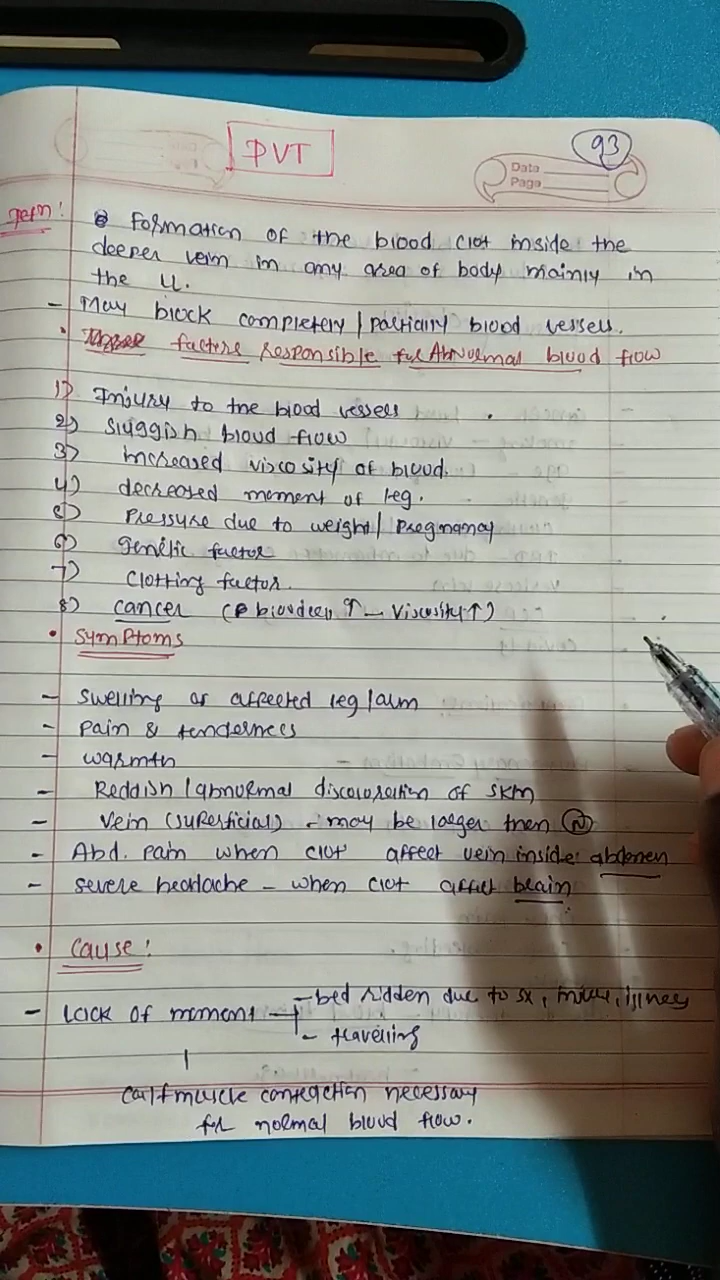 DVT
93
Data
Page
Defn:
Formation of the blood clot inside the
deeper vein in any area of body mainly in
the LL.
- May block completely / partially blood vessels.
• Three factors responsible for Abnormal blood flow
1) Injury to the blood vessels
2) Sluggish blood flow
3) increased viscosity of blood.
4) decreased moment of leg.
5) Pressure due to weight / Pregnancy
6) Genetic factor
7) Clotting factor.
8) cancer ( ↑ - Viscosity ↑)
• Symptoms
- swelling of affected leg / arm
- Pain & tenderness
- warmth
- Reddish / abnormal discoloration of skin
- Vein (superficial) - may be larger then (N)
- Abd. pain when clot affect vein inside abdomen
- severe headache - when clot affect brain
• Cause:
- Lack of moment - bed ridden due to sx, illness
- travelling
calf muscle contraction necessary
for normal blood flow.